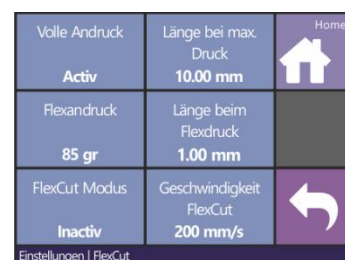 Volle Andruck
Activ
Länge bei max.
Druck
10.00 mm
Home
Flexandruck
85 gr
Länge beim
Flexdruck
1.00 mm
FlexCut Modus
Inactiv
Geschwindigkeit
FlexCut
200 mm/s
Einstellungen | FlexCut